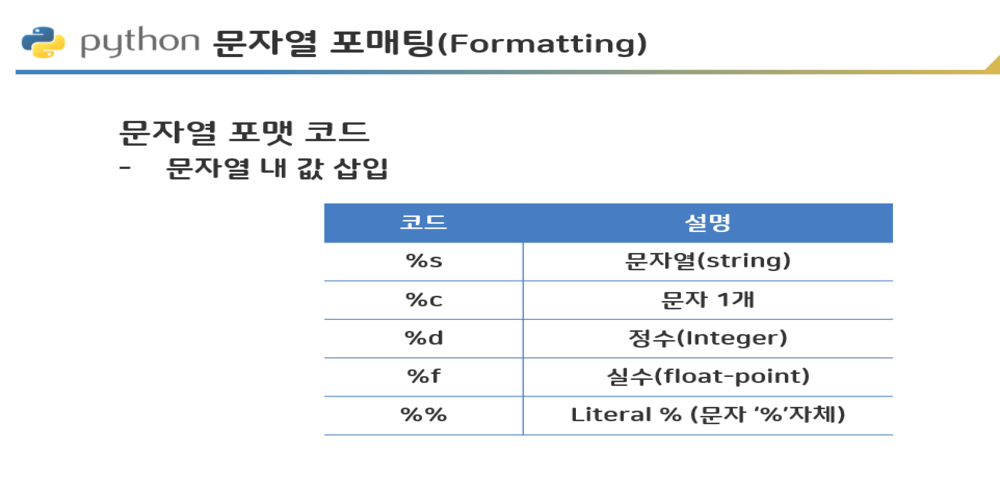 python 문자열 포매팅(Formatting)
문자열 포맷 코드
- 문자열 내 값 삽입
코드 설명
%s 문자열(string)
%c 문자 1개
%d 정수(Integer)
%f 실수(float-point)
%% Literal % (문자 ‘%’자체)